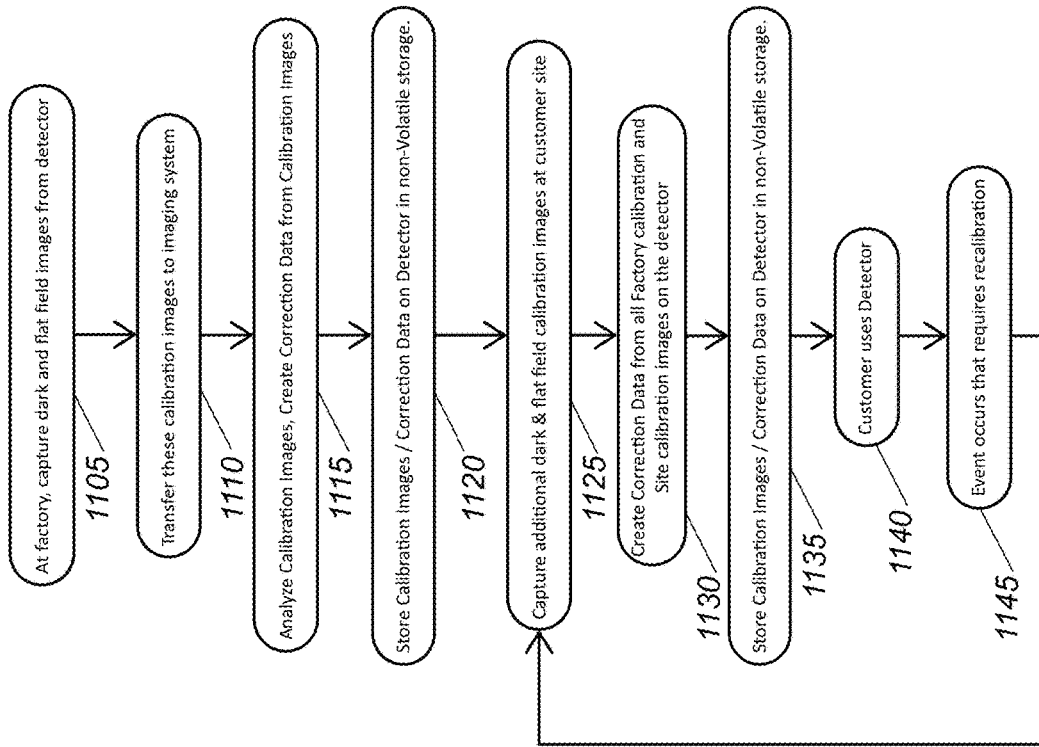 At factory, capture dark and flat field images from detector
1105
Transfer these calibration images to imaging system
1110
Analyze Calibration Images, Create Correction Data from Calibration Images
1115
Store Calibration Images / Correction Data on Detector in non-Volatile storage.
1120
Capture additional dark & flat field calibration images at customer site
1125
Create Correction Data from all Factory calibration and
Site calibration images on the detector
1130
Store Calibration Images / Correction Data on Detector in non-Volatile storage.
1135
Customer uses Detector
1140
Event occurs that requires recalibration
1145